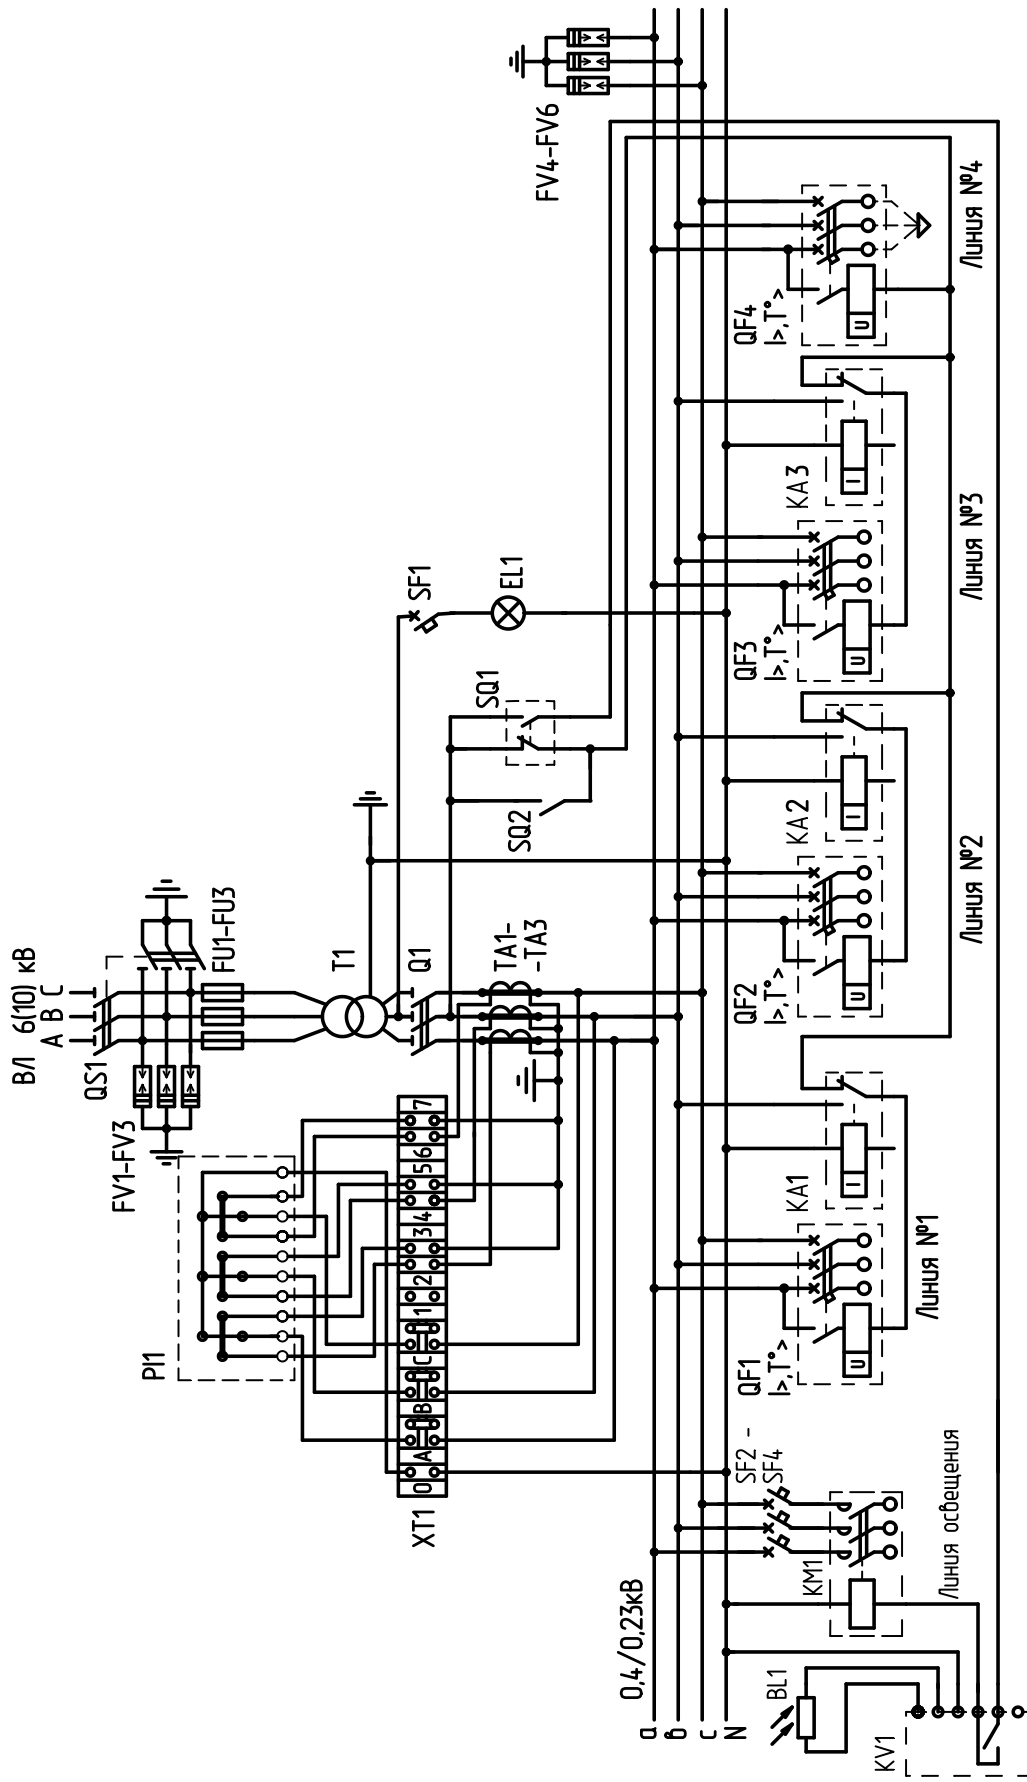 ВЛ 6(10) кВ
A B C
QS1
FV1-FV3
PI1
FU1-FU3
T1
Q1
XT1
0 A B C 1 2 3 4 5 6 7
SF1
EL1
SQ1
SQ2
TA1-
-TA3
FV4-FV6
0,4/0,23кВ
а
в
с
N
BL1
KV1
SF2 -
SF4
KM1
Линия освещения
QF1
I>,T°>
U
KA1
I
Линия №1
QF2
I>,T°>
U
KA2
I
Линия №2
QF3
I>,T°>
U
KA3
I
Линия №3
QF4
I>,T°>
U
Линия №4